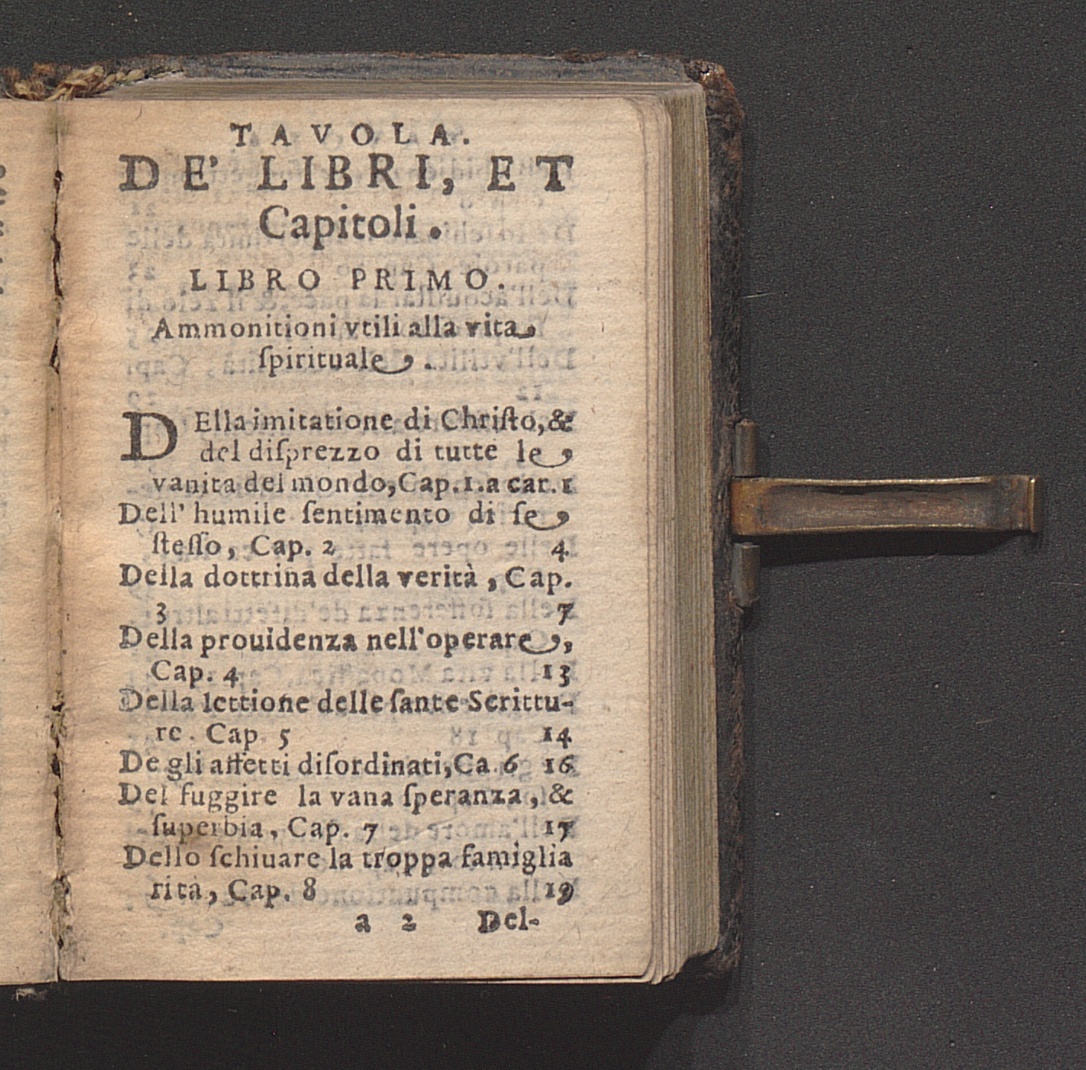 TAVOLA.
DE' LIBRI, ET
Capitoli.
LIBRO PRIMO.
Ammonitioni vtili alla vita
ſpirituale.
DElla imitatione di Chriſto, &
del diſprezzo di tutte le
vanita del mondo, Cap. 1. a car. 1
Dell' humile ſentimento di ſe
ſteſſo, Cap. 2 4
Della dottrina della verità, Cap.
3 7
Della prouidenza nell'operare,
Cap. 4 13
Della lettione delle ſante Scrittu-
re. Cap. 5 14
De gli affetti diſordinati, Ca. 6 16
Del fuggire la vana ſperanza, &
ſuperbia, Cap. 7 17
Dello ſchiuare la troppa famiglia
rità, Cap. 8 19
a 2 Del-